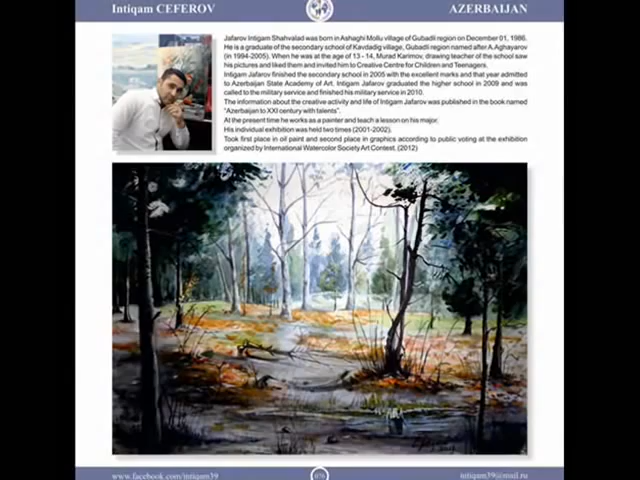 Intiqam CEFEROV
AZERBAIJAN
Jafarov Intigam Shahvalad was born in Ashaghi Mollu village of Gubadli region on December 01, 1986.
He is a graduate of the secondary school of Kavdadig village, Gubadli region named after A.Aghayarov
(in 1994-2005). When he was at the age of 13 - 14, Murad Karimov, drawing teacher of the school saw
his pictures and liked them and invited him to Creative Centre for Children and Teenagers.
Intigam Jafarov finished the secondary school in 2005 with the excellent marks and that year admitted
to Azerbaijan State Academy of Art. Intigam Jafarov graduated the higher school in 2009 and was
called to the military service and finished his military service in 2010.
The information about the creative activity and life of Intigam Jafarov was published in the book named
"Azerbaijan to XXI century with talents".
At the present time he works as a painter and teach a lesson on his major.
His individual exhibition was held two times (2001-2002).
Took first place in oil paint and second place in graphics according to public voting at the exhibition
organized by International Watercolor Society Art Contest. (2012)
www.facebook.com/intiqam39
intiqam39@mail.ru